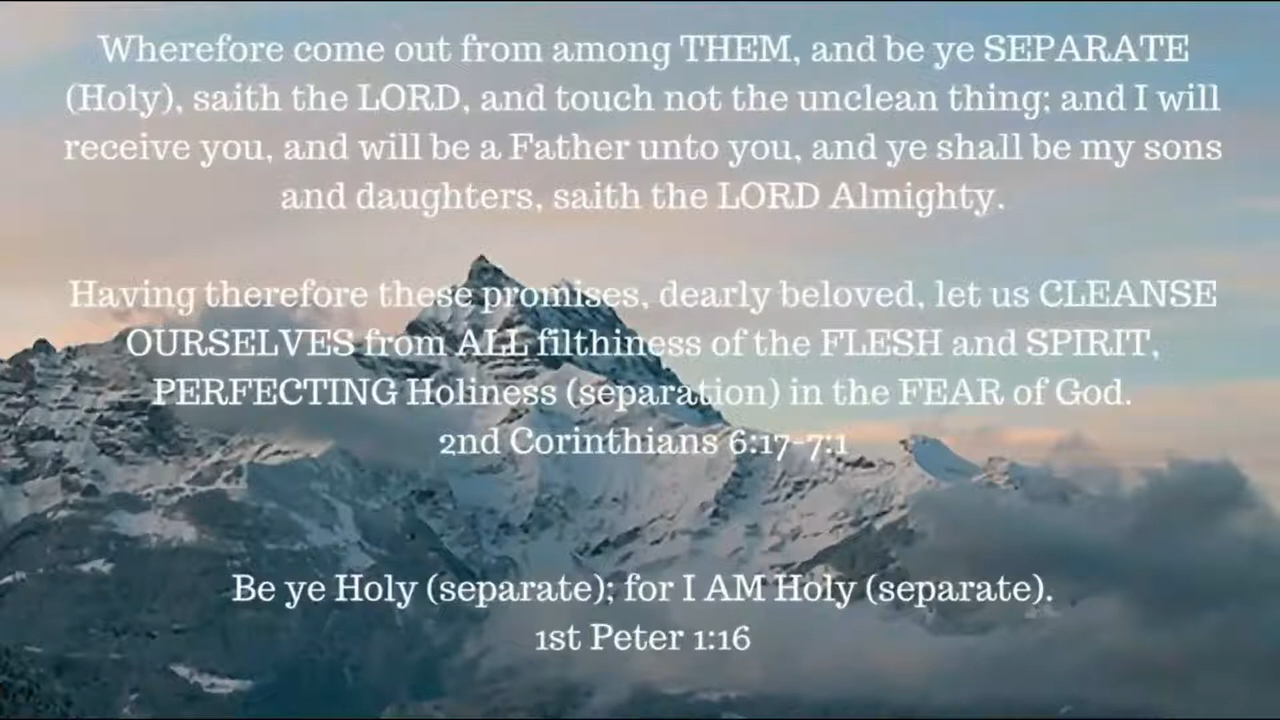 Wherefore come out from among THEM, and be ye SEPARATE
(Holy), saith the LORD, and touch not the unclean thing; and I will
receive you, and will be a Father unto you, and ye shall be my sons
and daughters, saith the LORD Almighty.
Having therefore these promises, dearly beloved, let us CLEANSE
OURSELVES from ALL filthiness of the FLESH and SPIRIT,
PERFECTING Holiness (separation) in the FEAR of God.
2nd Corinthians 6:17-7:1
Be ye Holy (separate); for I AM Holy (separate).
1st Peter 1:16